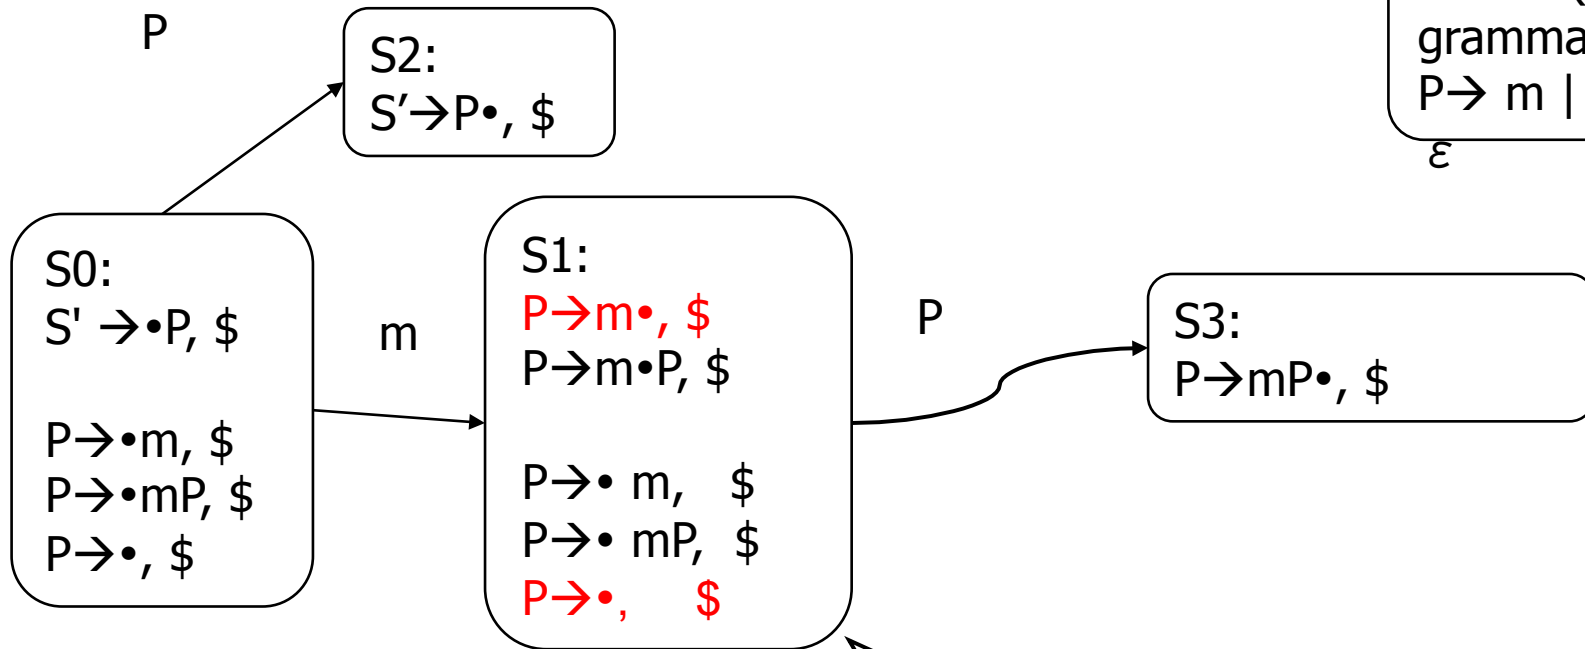 P
S2:
S′→P•, $
gramma
P→ m |
ε
S0:
S' →•P, $
P→•m, $
P→•mP, $
P→•, $
m
S1:
P→m•, $
P→m•P, $
P→• m, $
P→• mP, $
P→•, $
P
S3:
P→mP•, $